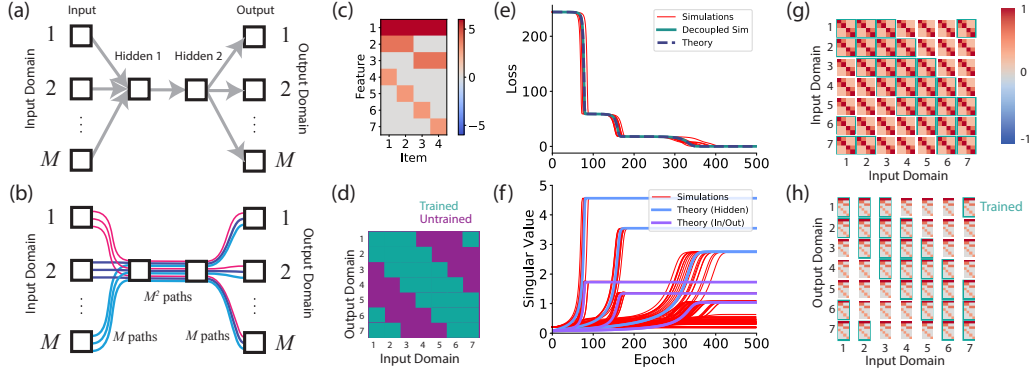 (a)
Input
Output
1
Hidden 1
Hidden 2
1
2
2
M
M
Input Domain
Output Domain
(b)
1
1
2
2
M² paths
M
M paths
M paths
M
Input Domain
Output Domain
(c)
Feature
1
2
3
4
5
6
7
1 2 3 4
Item
5
0
−5
(d)
Trained
Untrained
Output Domain
1
2
3
4
5
6
7
1 2 3 4 5 6 7
Input Domain
(e)
Simulations
Decoupled Sim
Theory
Loss
200
100
0
0 100 200 300 400 500
(f)
Simulations
Theory (Hidden)
Theory (In/Out)
Singular Value
5
4
3
2
1
0
0 100 200 300 400 500
Epoch
(g)
Input Domain
1
2
3
4
5
6
7
1 2 3 4 5 6 7
Input Domain
1
0
-1
(h)
Trained
Output Domain
1
2
3
4
5
6
7
1 2 3 4 5 6 7
Input Domain